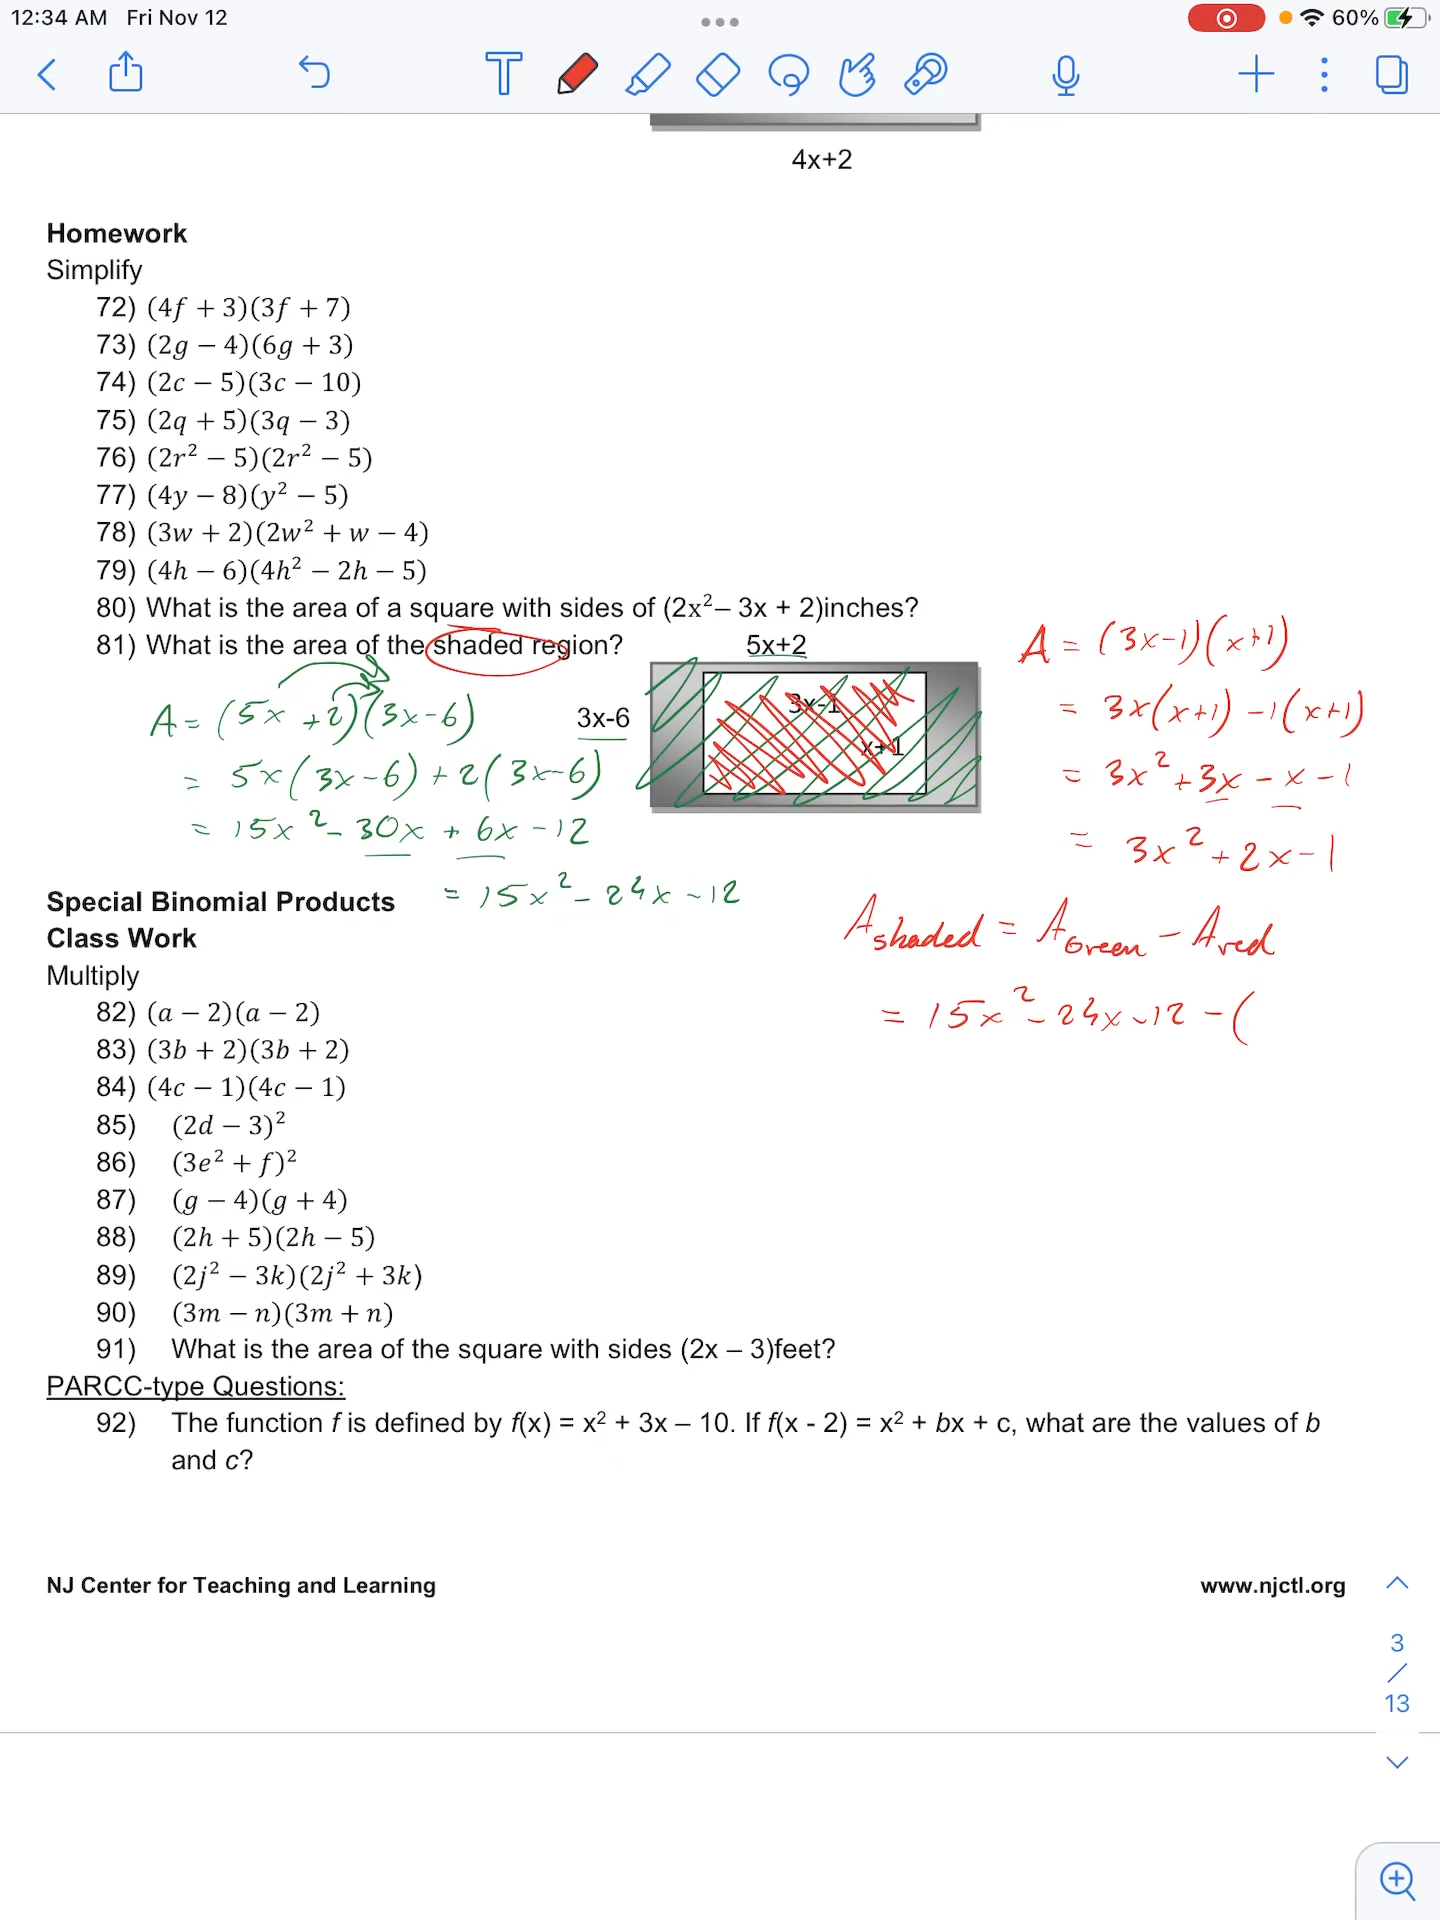 12:34 AM Fri Nov 12
60%
4x+2
Homework
Simplify
72) (4f + 3)(3f + 7)
73) (2g – 4)(6g + 3)
74) (2c – 5)(3c – 10)
75) (2q + 5)(3q – 3)
76) (2r² – 5)(2r² – 5)
77) (4y – 8)(y² – 5)
78) (3w + 2)(2w² + w – 4)
79) (4h – 6)(4h² – 2h – 5)
80) What is the area of a square with sides of (2x²– 3x + 2)inches?
81) What is the area of the shaded region?
5x+2
3x-6
3x-1
x+1
A = (5x + 2)(3x - 6)
= 5x(3x - 6) + 2(3x - 6)
= 15x² - 30x + 6x - 12
= 15x² - 24x - 12
A = (3x-1)(x+1)
= 3x(x+1) -1(x+1)
= 3x² + 3x - x - 1
= 3x² + 2x - 1
A shaded = A Green - A red
= 15x² - 24x - 12 - (
Special Binomial Products
Class Work
Multiply
82) (a – 2)(a – 2)
83) (3b + 2)(3b + 2)
84) (4c – 1)(4c – 1)
85) (2d – 3)²
86) (3e² + f)²
87) (g – 4)(g + 4)
88) (2h + 5)(2h – 5)
89) (2j² – 3k)(2j² + 3k)
90) (3m – n)(3m + n)
91) What is the area of the square with sides (2x – 3)feet?
PARCC-type Questions:
92) The function f is defined by f(x) = x² + 3x – 10. If f(x - 2) = x² + bx + c, what are the values of b
and c?
NJ Center for Teaching and Learning
www.njctl.org
3
/
13